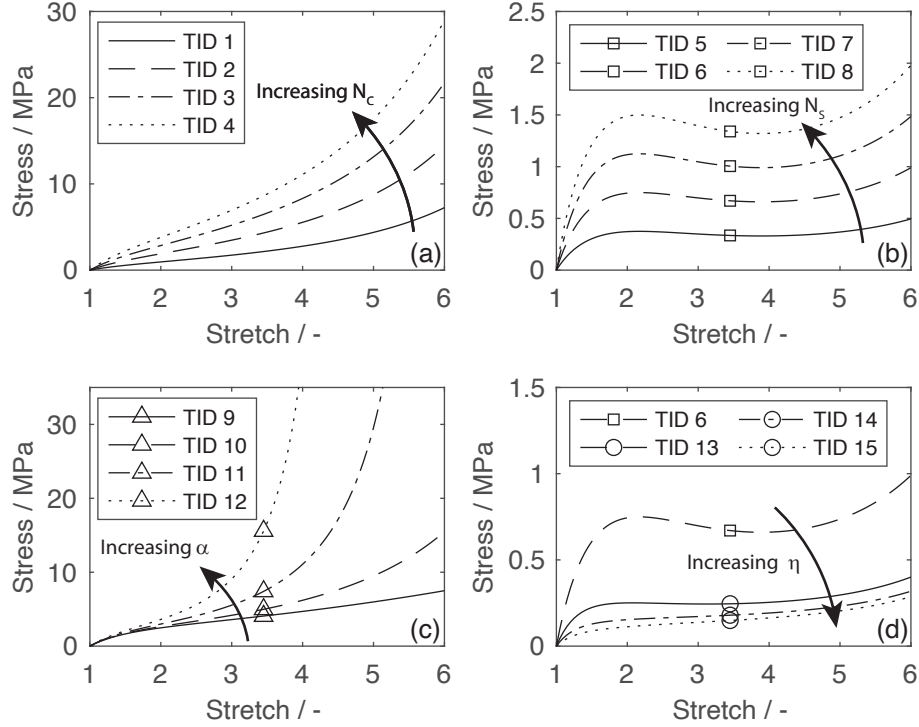 Stress / MPa
30
20
10
0
TID 1
TID 2
TID 3
TID 4
Increasing N_c
(a)
1 2 3 4 5 6
Stretch / -
Stress / MPa
2.5
2
1.5
1
0.5
0
TID 5 TID 7
TID 6 TID 8
Increasing N_s
(b)
1 2 3 4 5 6
Stretch / -
Stress / MPa
30
20
10
0
TID 9
TID 10
TID 11
TID 12
Increasing α
(c)
1 2 3 4 5 6
Stretch / -
Stress / MPa
1.5
1
0.5
0
TID 6 TID 14
TID 13 TID 15
Increasing η
(d)
1 2 3 4 5 6
Stretch / -